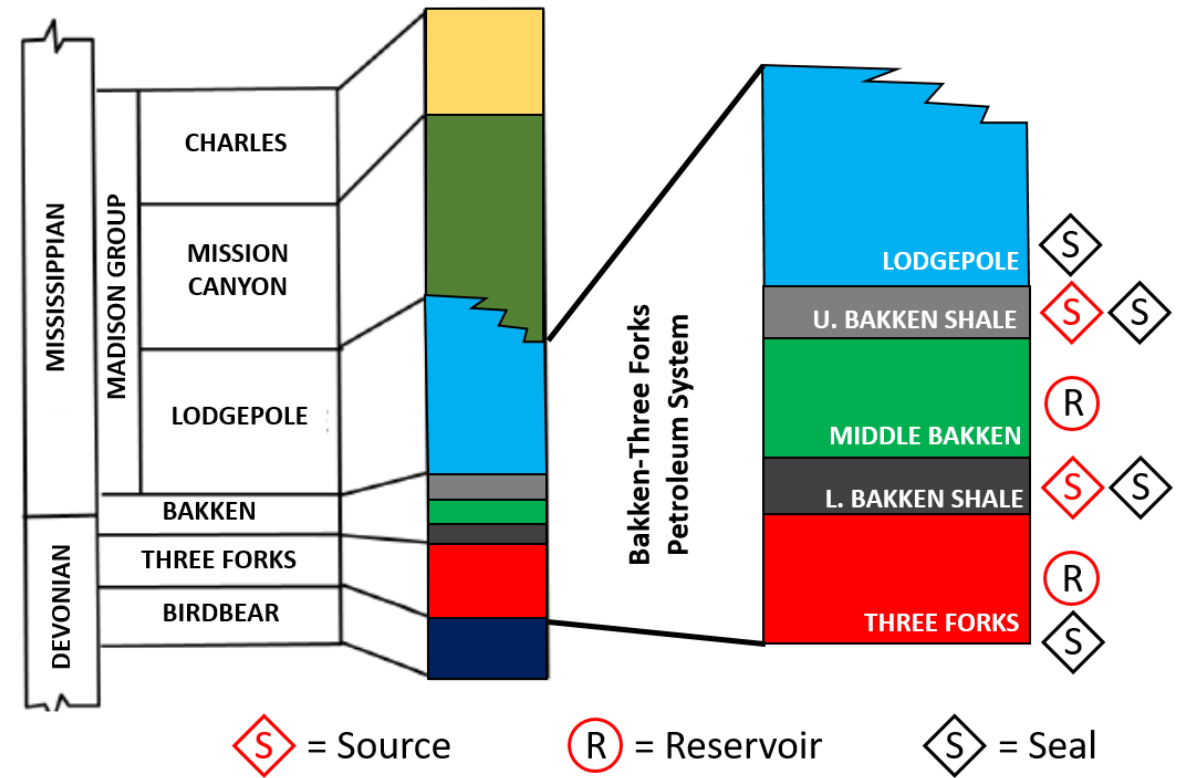 MISSISSIPPIAN
DEVONIAN
MADISON GROUP
CHARLES
MISSION
CANYON
LODGEPOLE
BAKKEN
THREE FORKS
BIRDBEAR
Bakken-Three Forks
Petroleum System
LODGEPOLE
S
U. BAKKEN SHALE
S S
MIDDLE BAKKEN
R
L. BAKKEN SHALE
S S
THREE FORKS
R
S
S = Source
R = Reservoir
S = Seal